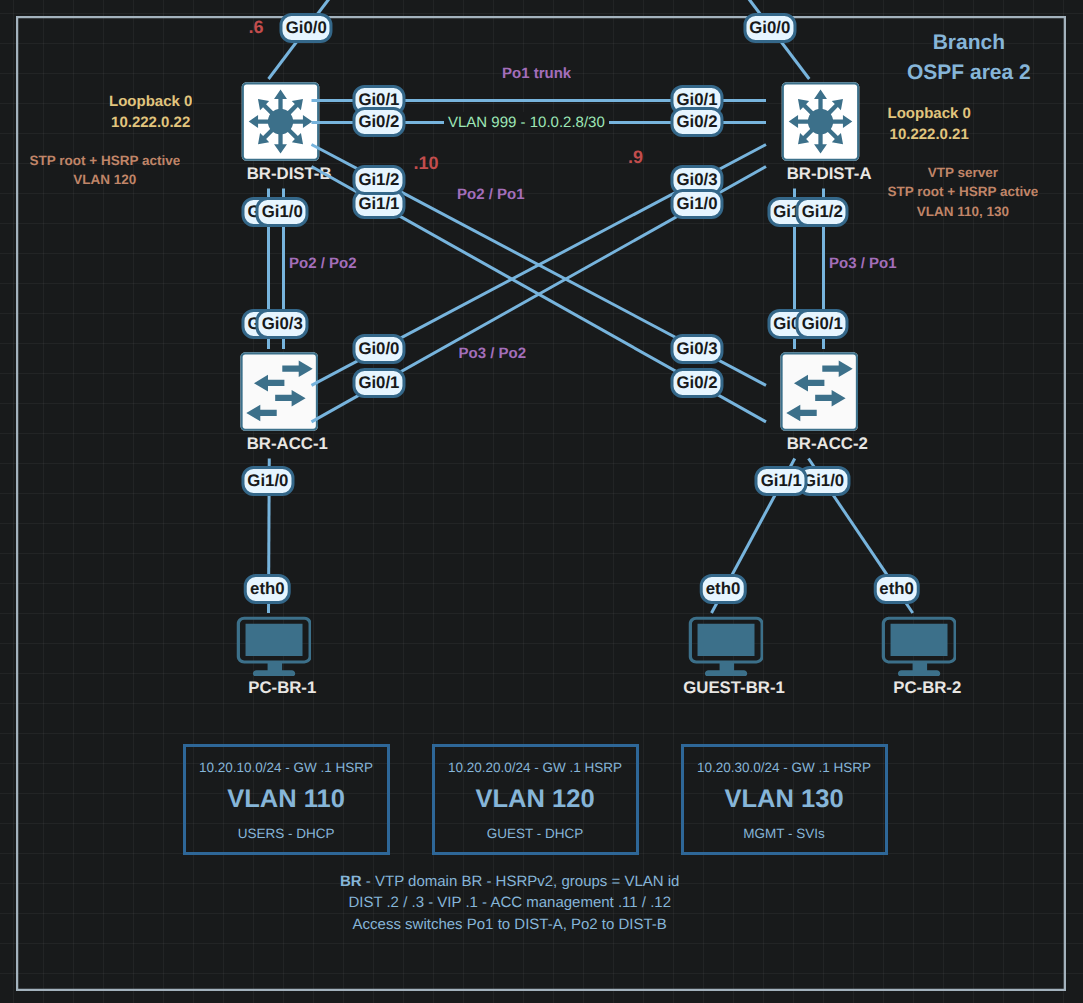 .6
Gi0/0
Gi0/0
Branch
OSPF area 2
Po1 trunk
Loopback 0
10.222.0.22
Gi0/1
Gi0/1
Loopback 0
10.222.0.21
Gi0/2
VLAN 999 - 10.0.2.8/30
Gi0/2
STP root + HSRP active
VLAN 120
BR-DIST-B
.10
.9
BR-DIST-A
VTP server
STP root + HSRP active
VLAN 110, 130
Gi1/2
Gi0/3
Po2 / Po1
Gi1/1
Gi1/0
Gi1/0
Gi1/2
Po2 / Po2
Po3 / Po1
Gi0/3
Gi0/1
Gi0/0
Gi0/3
Po3 / Po2
Gi0/1
Gi0/2
BR-ACC-1
BR-ACC-2
Gi1/0
Gi1/1
Gi1/0
eth0
eth0
eth0
PC-BR-1
GUEST-BR-1
PC-BR-2
10.20.10.0/24 - GW .1 HSRP
VLAN 110
USERS - DHCP
10.20.20.0/24 - GW .1 HSRP
VLAN 120
GUEST - DHCP
10.20.30.0/24 - GW .1 HSRP
VLAN 130
MGMT - SVIs
BR - VTP domain BR - HSRPv2, groups = VLAN id
DIST .2 / .3 - VIP .1 - ACC management .11 / .12
Access switches Po1 to DIST-A, Po2 to DIST-B